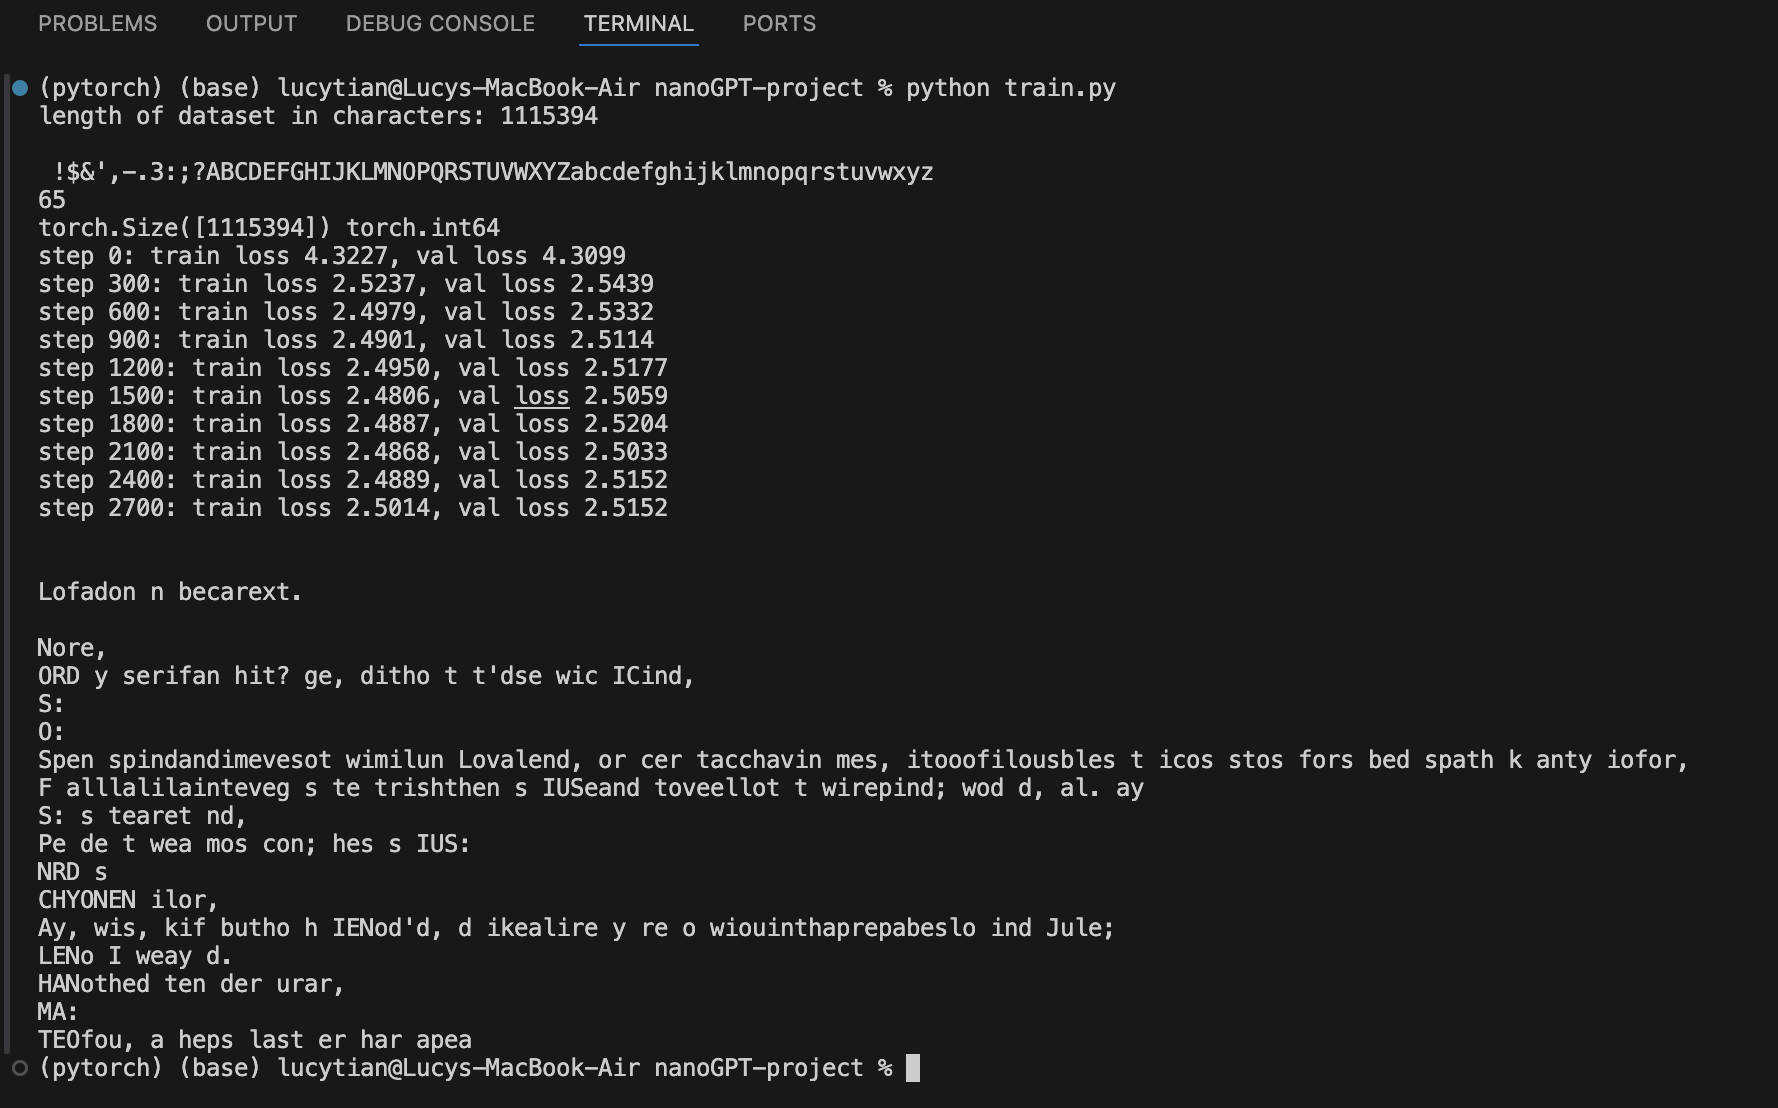 PROBLEMS OUTPUT DEBUG CONSOLE TERMINAL PORTS
(pytorch) (base) lucytian@Lucys-MacBook-Air nanoGPT-project % python train.py
length of dataset in characters: 1115394
 !$&',-.3:;?ABCDEFGHIJKLMNOPQRSTUVWXYZabcdefghijklmnopqrstuvwxyz
65
torch.Size([1115394]) torch.int64
step 0: train loss 4.3227, val loss 4.3099
step 300: train loss 2.5237, val loss 2.5439
step 600: train loss 2.4979, val loss 2.5332
step 900: train loss 2.4901, val loss 2.5114
step 1200: train loss 2.4950, val loss 2.5177
step 1500: train loss 2.4806, val loss 2.5059
step 1800: train loss 2.4887, val loss 2.5204
step 2100: train loss 2.4868, val loss 2.5033
step 2400: train loss 2.4889, val loss 2.5152
step 2700: train loss 2.5014, val loss 2.5152
Lofadon n becarext.
Nore,
ORD y serifan hit? ge, ditho t t'dse wic ICind,
S:
O:
Spen spindandimevesot wimilun Lovalend, or cer tacchavin mes, itooofilousbles t icos stos fors bed spath k anty iofor,
F alllalilainteveg s te trishthen s IUSeand toveellot t wirepind; wod d, al. ay
S: s tearet nd,
Pe de t wea mos con; hes s IUS:
NRD s
CHYONEN ilor,
Ay, wis, kif butho h IENod'd, d ikealire y re o wiouinthaprepabeslo ind Jule;
LENo I weay d.
HANothed ten der urar,
MA:
TEOfou, a heps last er har apea
(pytorch) (base) lucytian@Lucys-MacBook-Air nanoGPT-project %